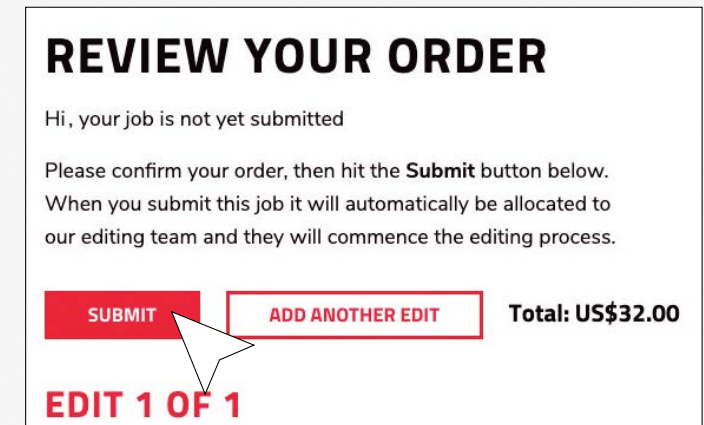 REVIEW YOUR ORDER
Hi, your job is not yet submitted
Please confirm your order, then hit the Submit button below.
When you submit this job it will automatically be allocated to
our editing team and they will commence the editing process.
SUBMIT ADD ANOTHER EDIT Total: US$32.00
EDIT 1 OF 1